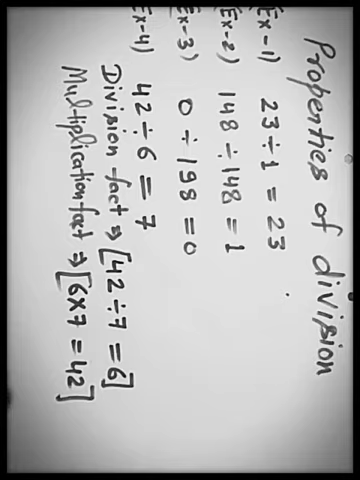 Properties of division
(Ex-1) 23 ÷ 1 = 23
(Ex-2) 148 ÷ 148 = 1
(Ex-3) 0 ÷ 198 = 0
(Ex-4) 42 ÷ 6 = 7
Division fact ⇒ [42 ÷ 7 = 6]
Multiplication fact ⇒ [6 x 7 = 42]